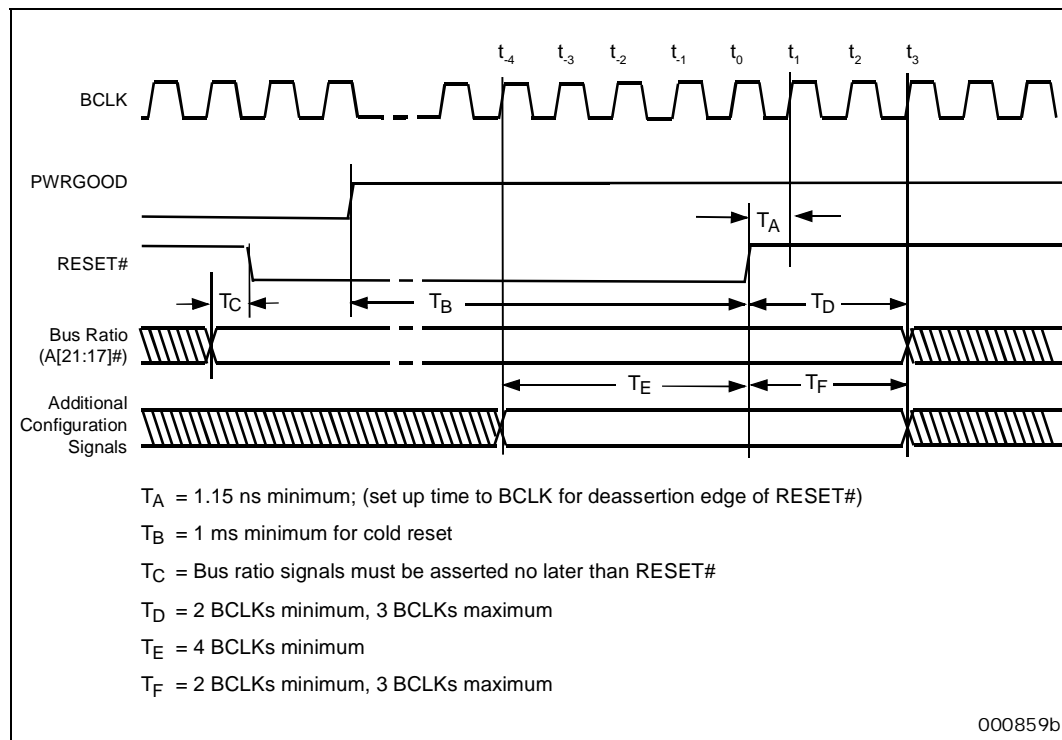 t-4 t-3 t-2 t-1 t0 t1 t2 t3
BCLK
PWRGOOD
TA
RESET#
TC TB TD
Bus Ratio
(A[21:17]#)
TE TF
Additional
Configuration
Signals
TA = 1.15 ns minimum; (set up time to BCLK for deassertion edge of RESET#)
TB = 1 ms minimum for cold reset
TC = Bus ratio signals must be asserted no later than RESET#
TD = 2 BCLKs minimum, 3 BCLKs maximum
TE = 4 BCLKs minimum
TF = 2 BCLKs minimum, 3 BCLKs maximum
000859b